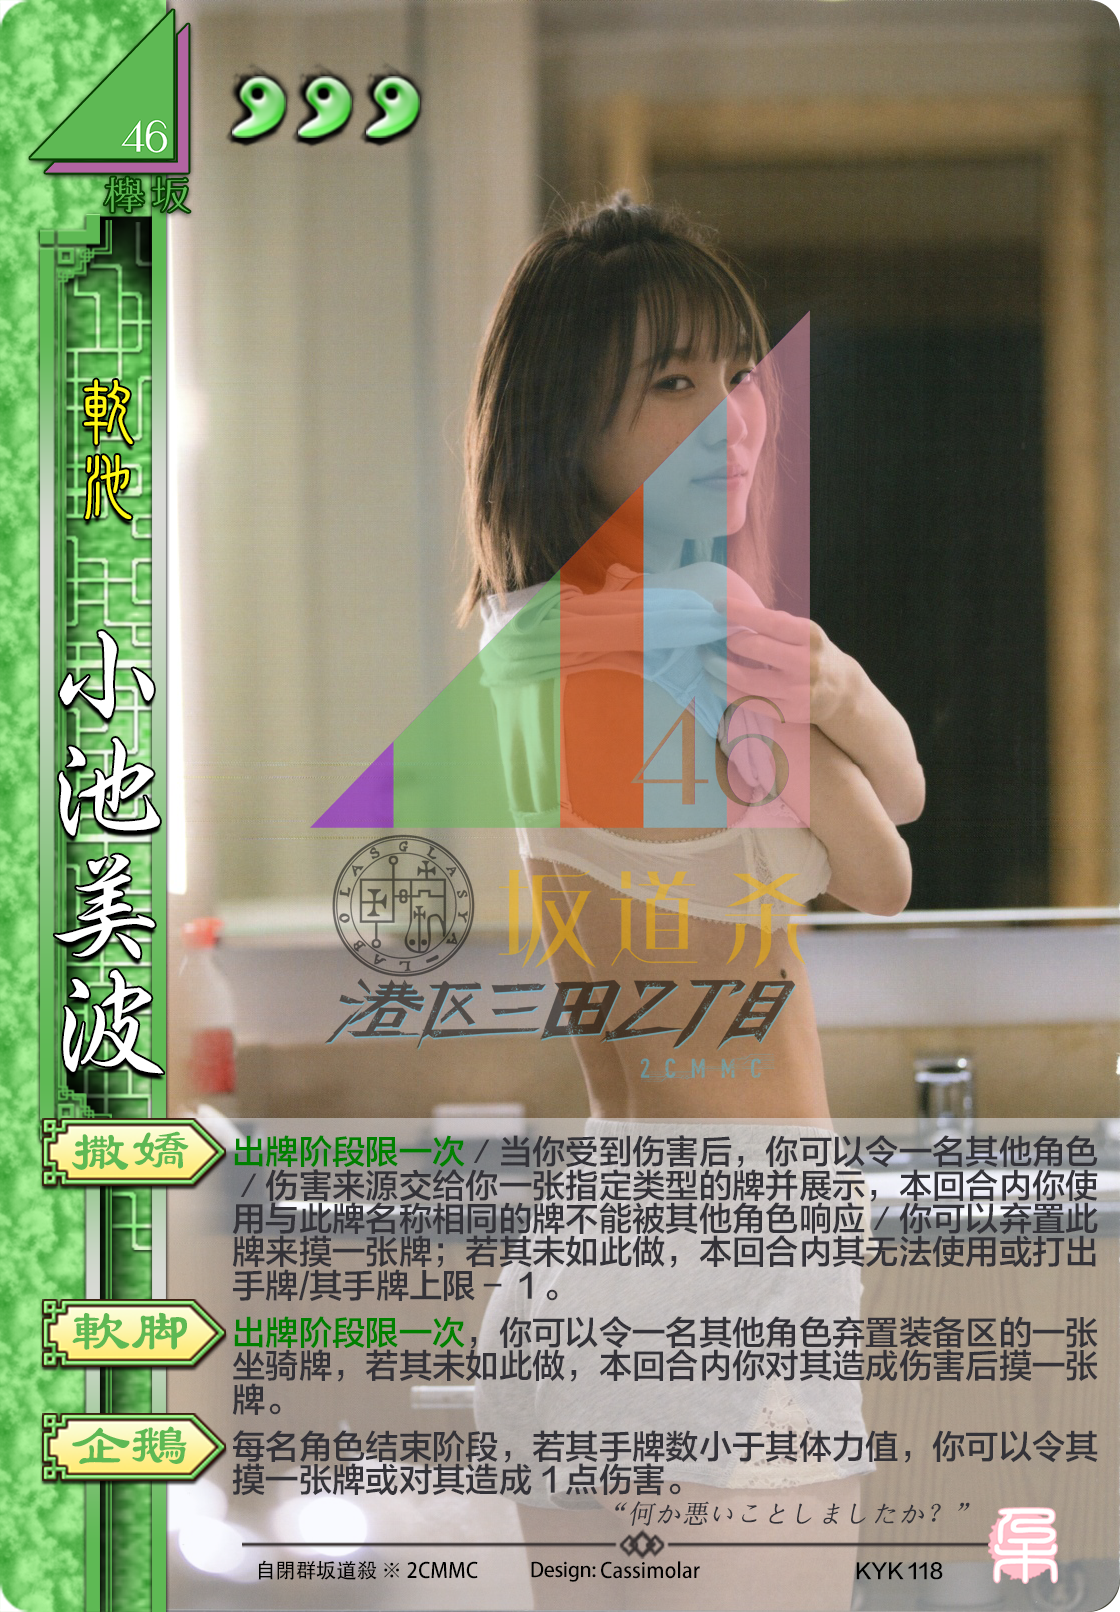 46
欅坂
軟池
小池美波
46
GLASYA-LABOLAS
坂道杀
港区三田2丁目
2CMMC
撒嬌
出牌阶段限一次 / 当你受到伤害后，你可以令一名其他角色
/ 伤害来源交给你一张指定类型的牌并展示，本回合内你使
用与此牌名称相同的牌不能被其他角色响应 / 你可以弃置此
牌来摸一张牌；若其未如此做，本回合内其无法使用或打出
手牌/其手牌上限－1。
軟脚
出牌阶段限一次，你可以令一名其他角色弃置装备区的一张
坐骑牌，若其未如此做，本回合内你对其造成伤害后摸一张
牌。
企鵝
每名角色结束阶段，若其手牌数小于其体力值，你可以令其
摸一张牌或对其造成 1点伤害。
“何か悪いことしましたか？”
自閉群坂道殺 ※ 2CMMC
Design: Cassimolar
KYK 118